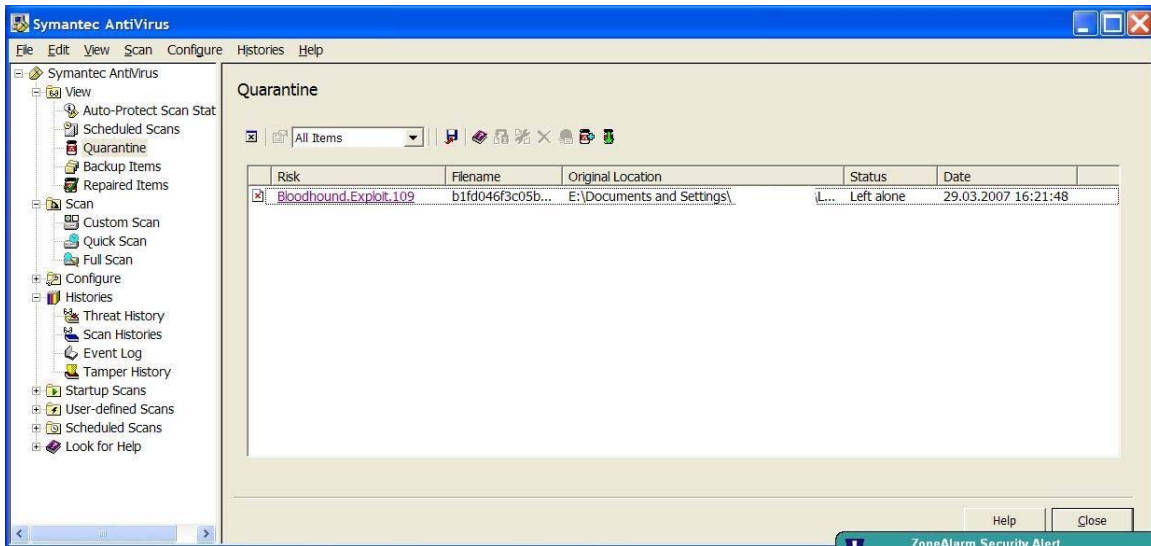 Symantec AntiVirus
File Edit View Scan Configure Histories Help
Symantec AntiVirus
View
Auto-Protect Scan Stat
Scheduled Scans
Quarantine
Backup Items
Repaired Items
Scan
Custom Scan
Quick Scan
Full Scan
Configure
Histories
Threat History
Scan Histories
Event Log
Tamper History
Startup Scans
User-defined Scans
Scheduled Scans
Look for Help
Quarantine
All Items
Risk Filename Original Location Status Date
Bloodhound.Exploit.109 b1fd046f3c05b... E:\Documents and Settings\ \L... Left alone 29.03.2007 16:21:48
Help Close
ZoneAlarm Security Alert